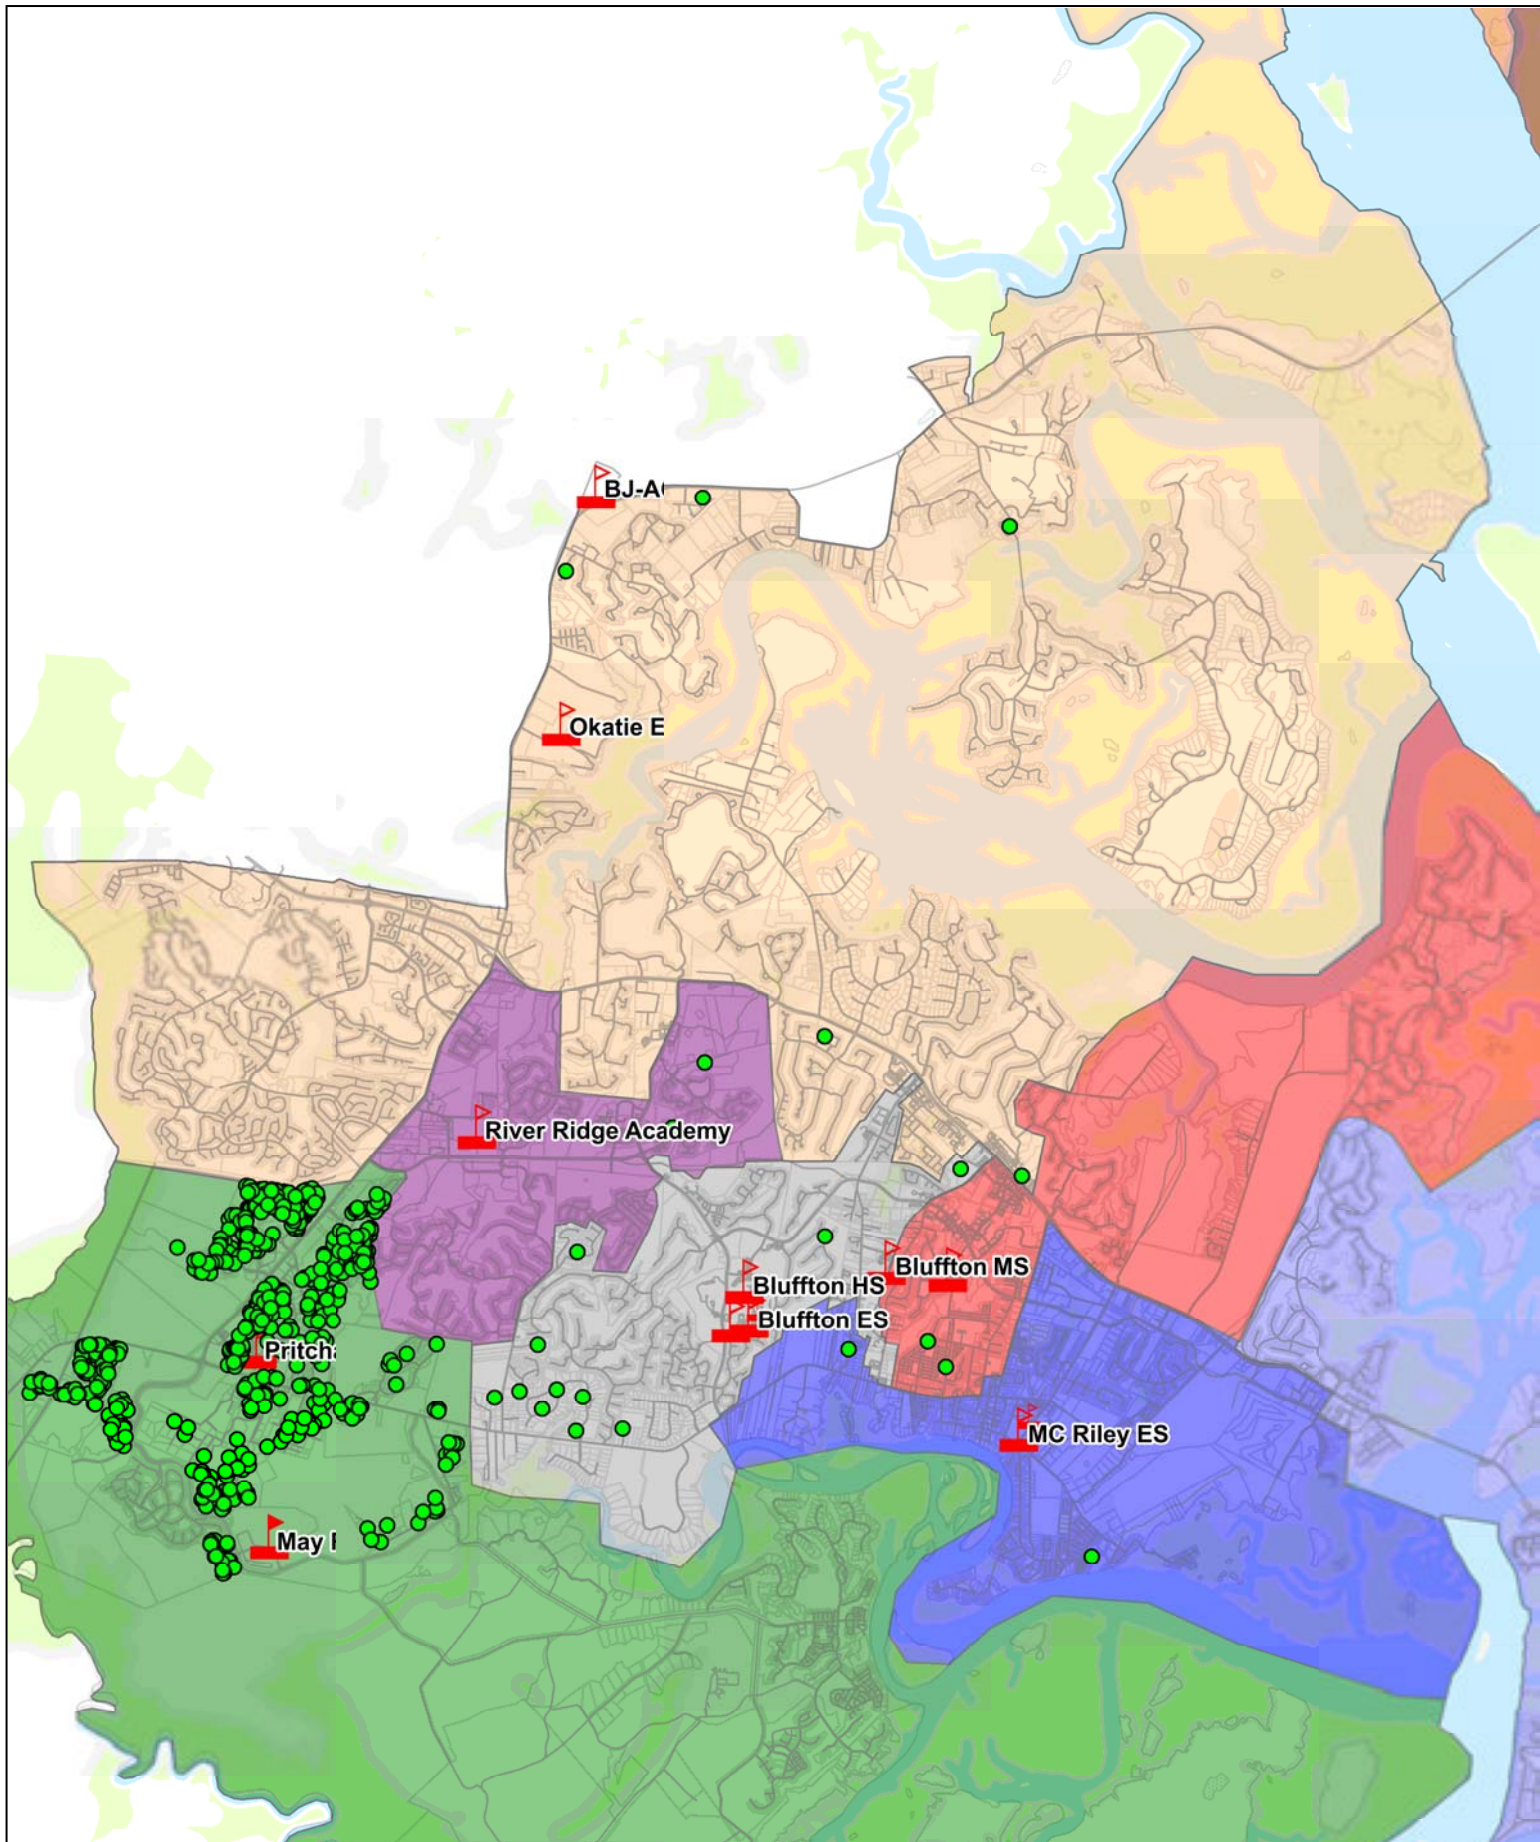 BJ-A
Okatie E
River Ridge Academy
Bluffton MS
Bluffton HS
Bluffton ES
Pritch
MC Riley ES
May